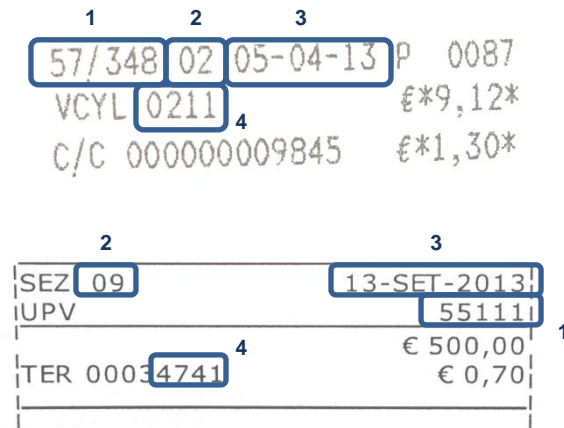 1 2 3
57/348 02 05-04-13 P 0087
VCYL 0211 €*9,12*
4
C/C 000000009845 €*1,30*
2 3
SEZ 09 13-SET-2013
UPV 55111
1
€ 500,00
4
TER 00034741 € 0,70